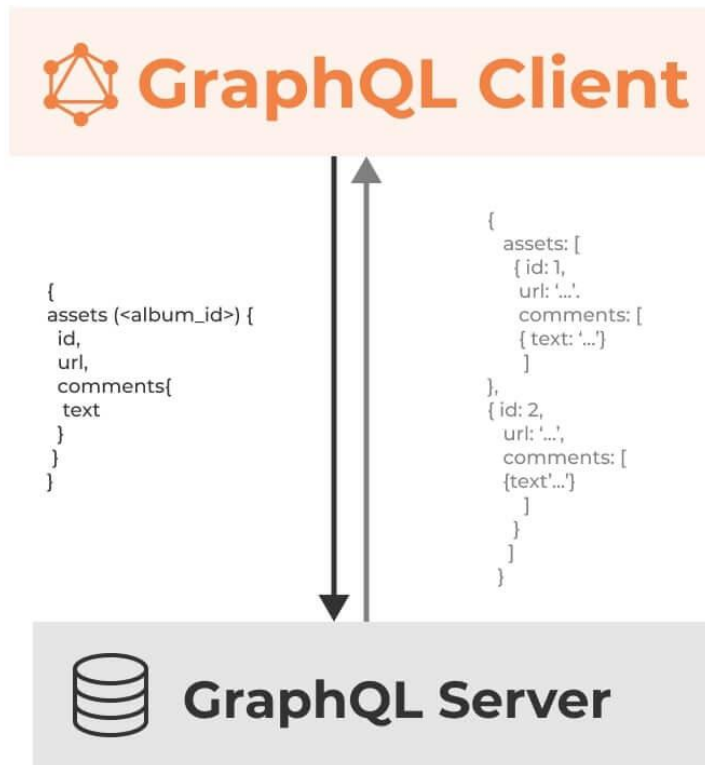 GraphQL Client
{
assets (<album_id>) {
id,
url,
comments{
text
}
}
}
{
assets: [
{ id: 1,
url: ‘...’.
comments: [
{ text: ‘...’}
]
},
{ id: 2,
url: ‘...’,
comments: [
{text’...’}
]
}
]
}
GraphQL Server